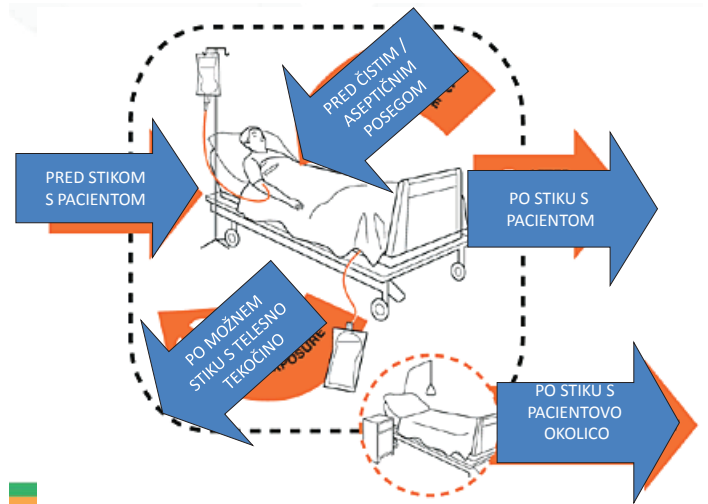 PRED ČISTIM /
ASEPTIČNIM
POSEGOM
PRED STIKOM
S PACIENTOM
PO STIKU S
PACIENTOM
PO MOŽNEM
STIKU S TELESNO
TEKOČINO
PO STIKU S
PACIENTOVO
OKOLICO